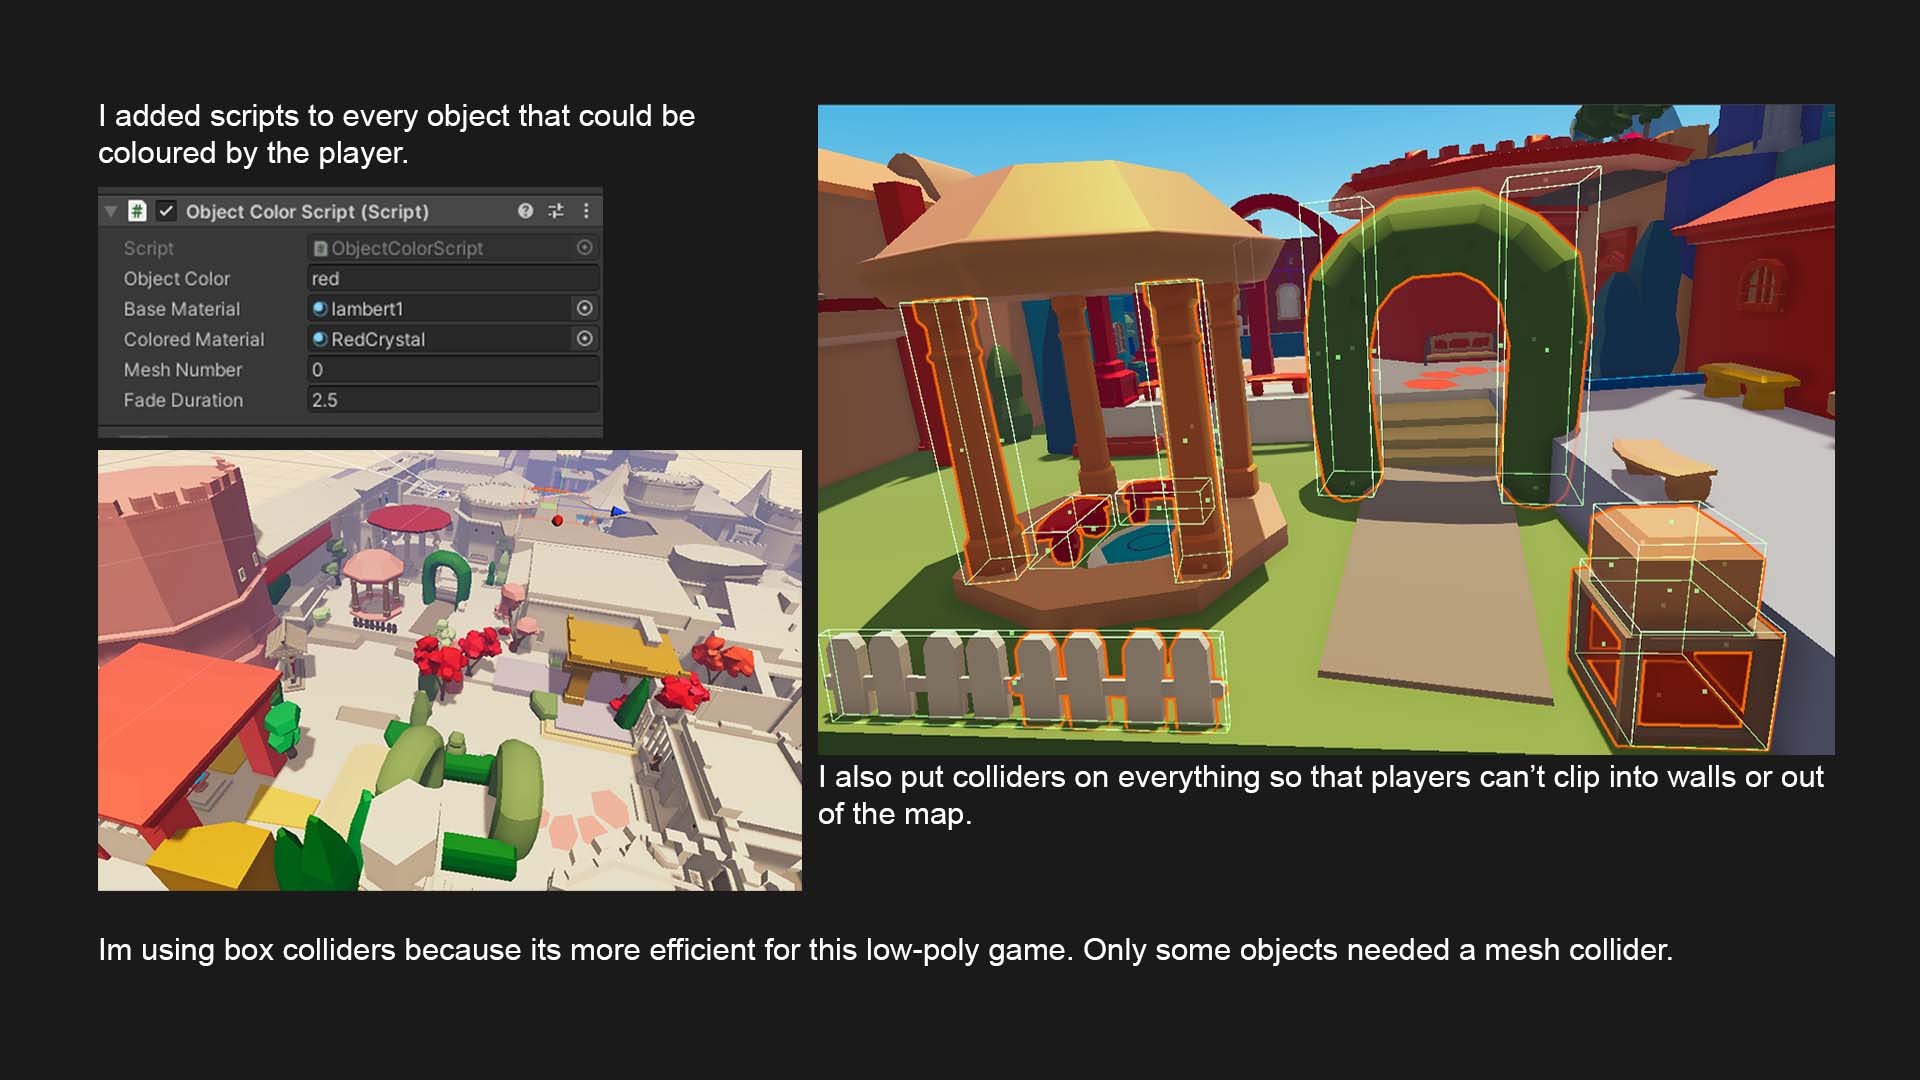 I added scripts to every object that could be
coloured by the player.
# Object Color Script (Script)
Script ObjectColorScript
Object Color red
Base Material lambert1
Colored Material RedCrystal
Mesh Number 0
Fade Duration 2.5
I also put colliders on everything so that players can’t clip into walls or out
of the map.
Im using box colliders because its more efficient for this low-poly game. Only some objects needed a mesh collider.